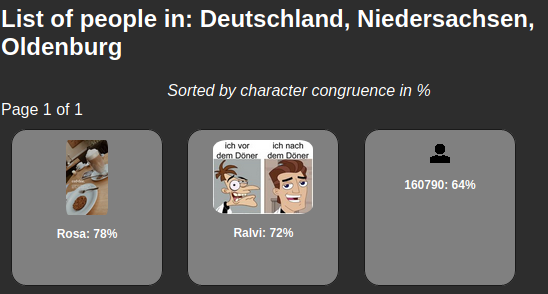 List of people in: Deutschland, Niedersachsen,
Oldenburg
Sorted by character congruence in %
Page 1 of 1
ich vor
dem Döner
ich nach
dem Döner
Rosa: 78%
Ralvi: 72%
160790: 64%